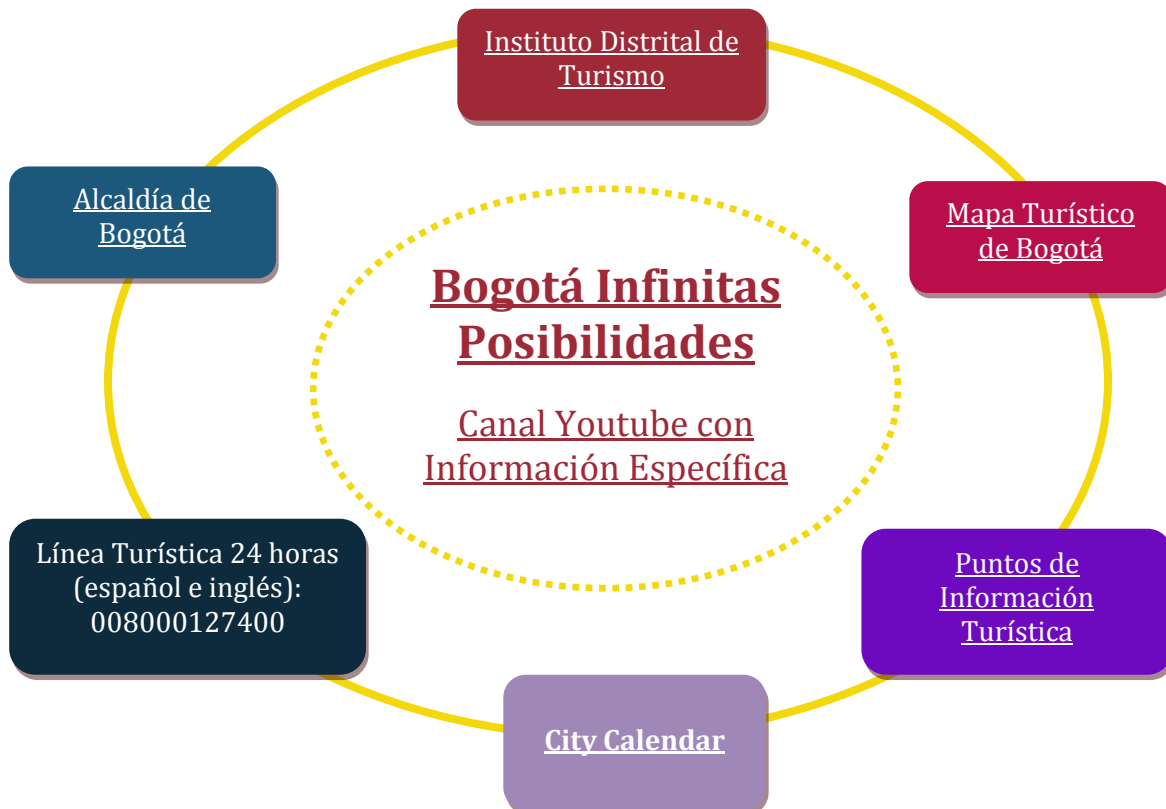 Instituto Distrital de
Turismo
Alcaldía de
Bogotá
Mapa Turístico
de Bogotá
Bogotá Infinitas
Posibilidades
Canal Youtube con
Información Específica
Línea Turística 24 horas
(español e inglés):
008000127400
Puntos de
Información
Turística
City Calendar